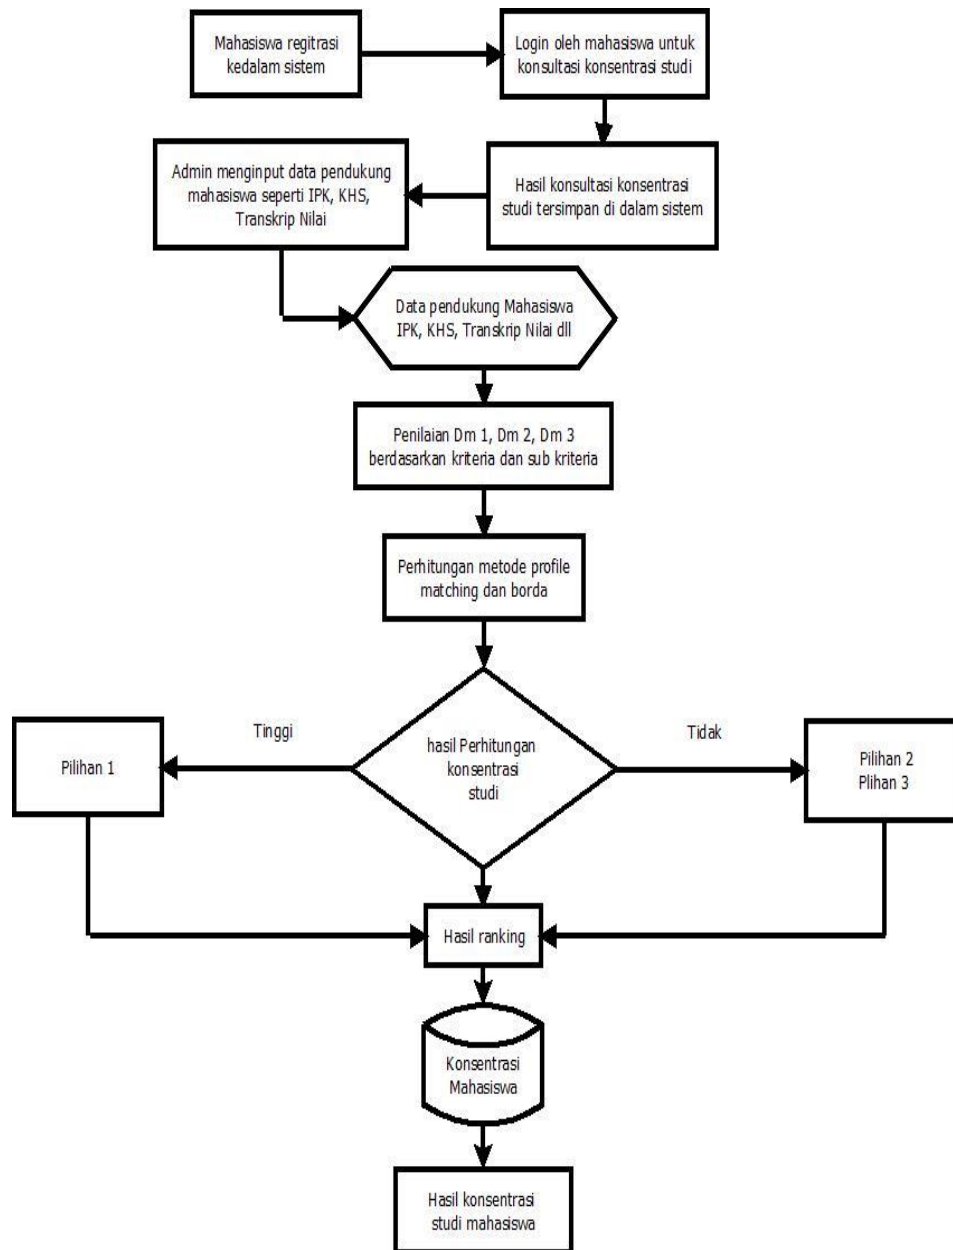 Mahasiswa regitrasi
kedalam sistem
Login oleh mahasiswa untuk
konsultasi konsentrasi studi
Admin menginput data pendukung
mahasiswa seperti IPK, KHS,
Transkrip Nilai
Hasil konsultasi konsentrasi
studi tersimpan di dalam sistem
Data pendukung Mahasiswa
IPK, KHS, Transkrip Nilai dll
Penilaian Dm 1, Dm 2, Dm 3
berdasarkan kriteria dan sub kriteria
Perhitungan metode profile
matching dan borda
Tinggi
Tidak
Pilihan 1
hasil Perhitungan
konsentrasi
studi
Pilihan 2
Plihan 3
Hasil ranking
Konsentrasi
Mahasiswa
Hasil konsentrasi
studi mahasiswa